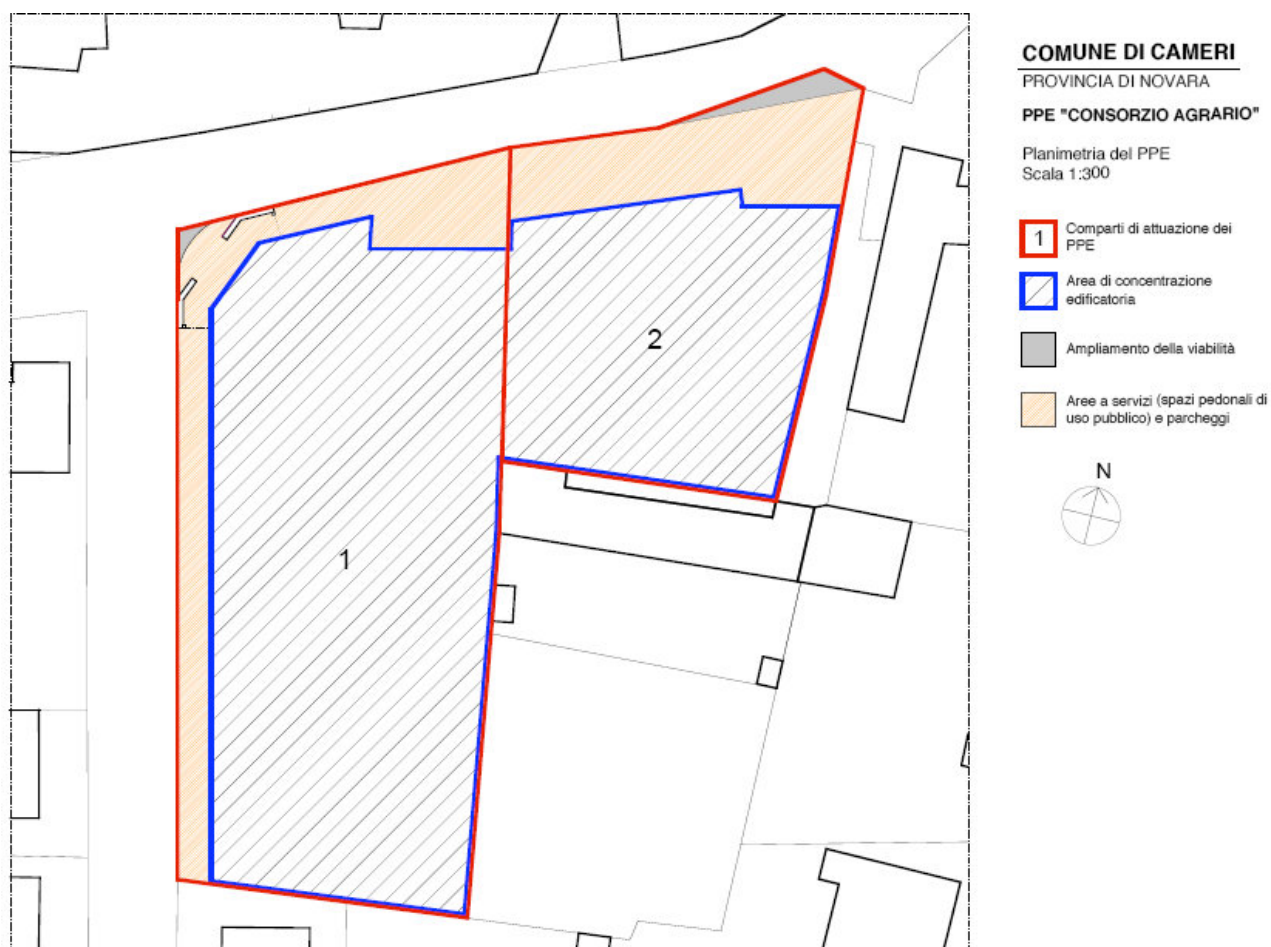 COMUNE DI CAMERI
PROVINCIA DI NOVARA
PPE "CONSORZIO AGRARIO"
Planimetria del PPE
Scala 1:300
1
Comparti di attuazione dei
PPE
Area di concentrazione
edificatoria
Ampliamento della viabilità
Aree a servizi (spazi pedonali di
uso pubblico) e parcheggi
N
2
1